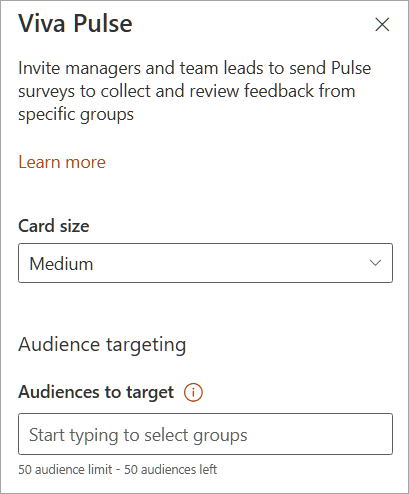 Viva Pulse
Invite managers and team leads to send Pulse
surveys to collect and review feedback from
specific groups
Learn more
Card size
Medium
Audience targeting
Audiences to target
Start typing to select groups
50 audience limit - 50 audiences left